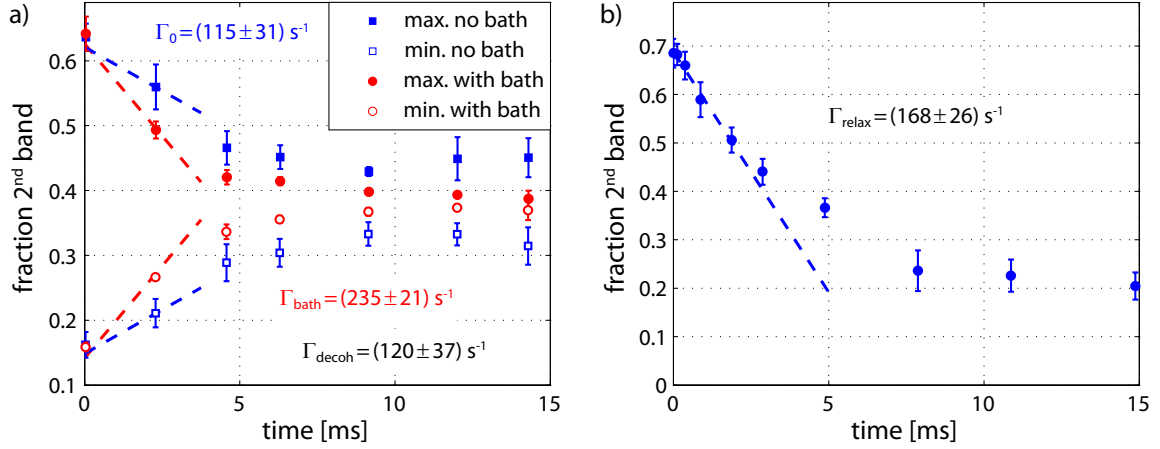 a)
Γ0 = (115±31) s-1
max. no bath
min. no bath
max. with bath
min. with bath
Γbath = (235±21) s-1
Γdecoh = (120±37) s-1
fraction 2nd band
0.6
0.5
0.4
0.3
0.2
0.1
0
5
10
15
time [ms]
b)
Γrelax = (168±26) s-1
fraction 2nd band
0.7
0.6
0.5
0.4
0.3
0.2
0.1
0
0
5
10
15
time [ms]